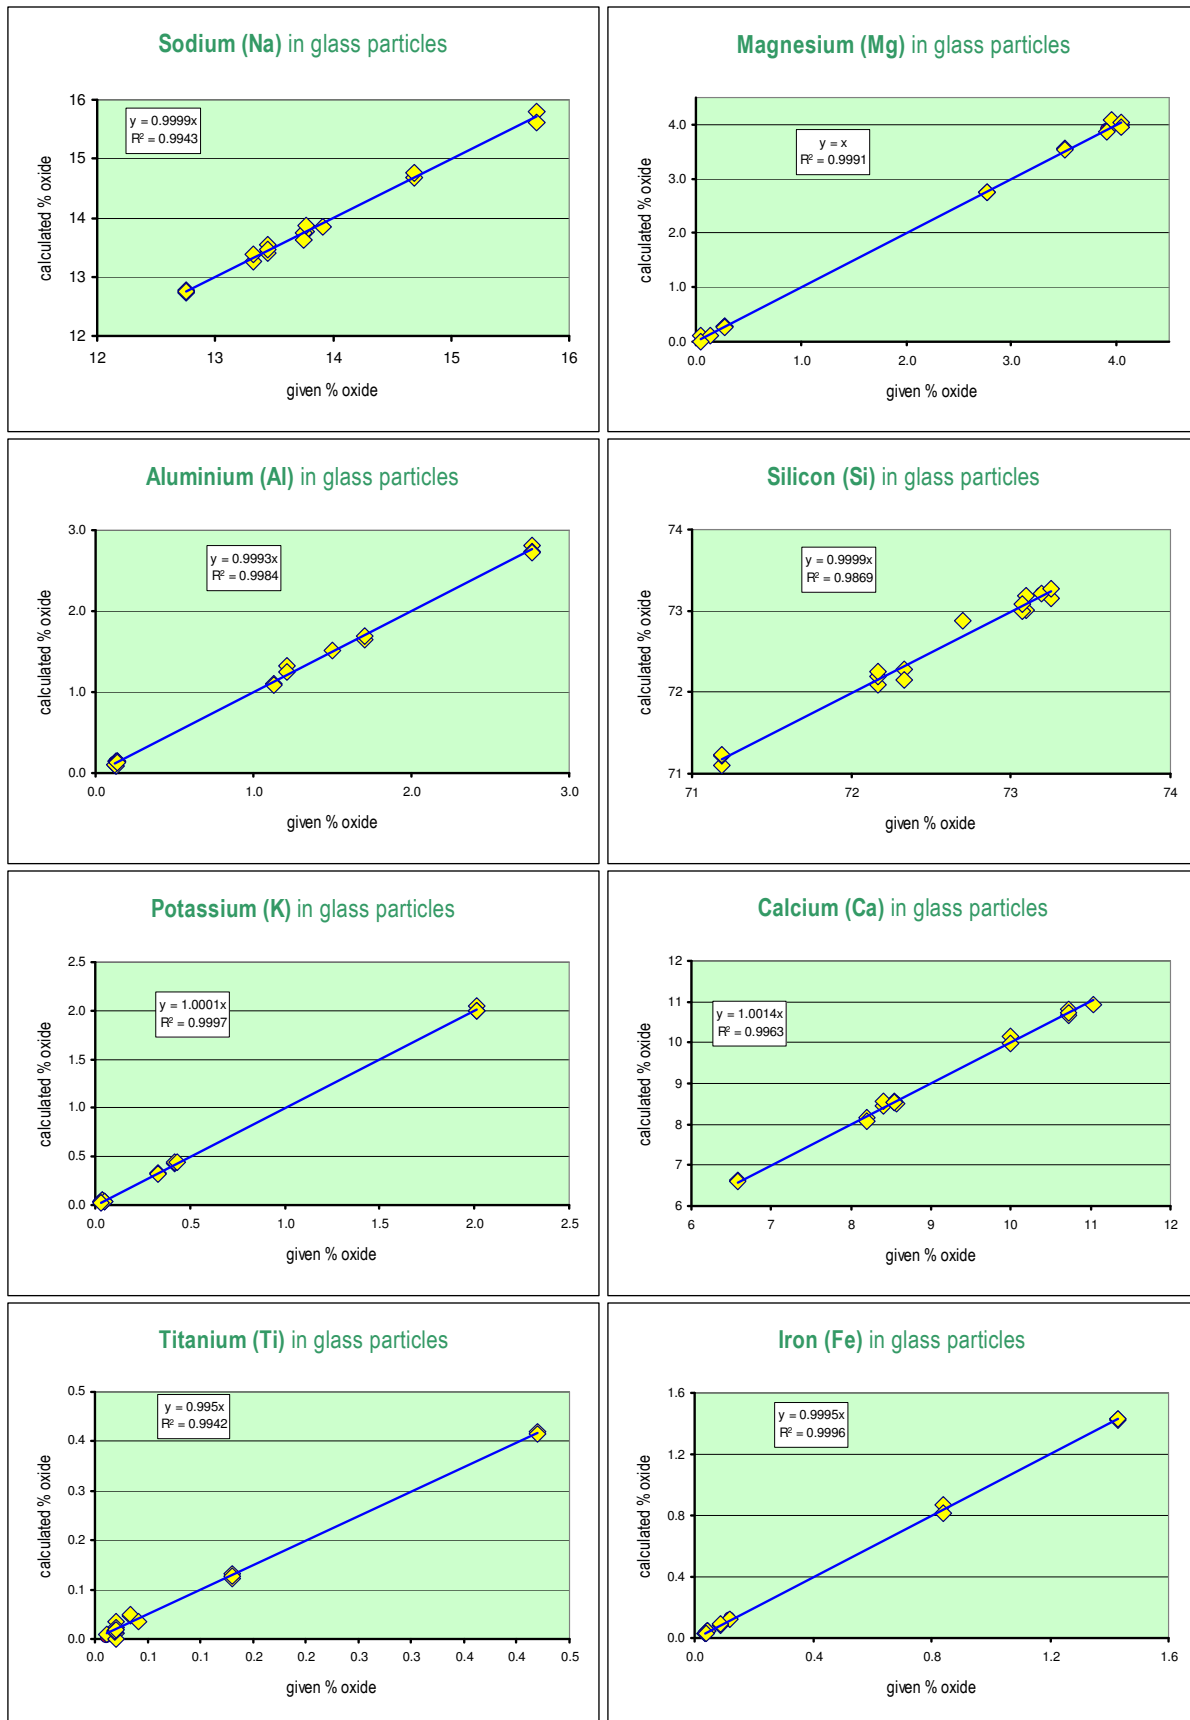 Sodium (Na) in glass particles
y = 0.9999x
R² = 0.9943
calculated % oxide
16
15
14
13
12
12 13 14 15 16
given % oxide
Magnesium (Mg) in glass particles
y = x
R² = 0.9991
calculated % oxide
4.0
3.0
2.0
1.0
0.0
0.0 1.0 2.0 3.0 4.0
given % oxide
Aluminium (Al) in glass particles
y = 0.9993x
R² = 0.9984
calculated % oxide
3.0
2.0
1.0
0.0
0.0 1.0 2.0 3.0
given % oxide
Silicon (Si) in glass particles
y = 0.9999x
R² = 0.9869
calculated % oxide
74
73
72
71
71 72 73 74
given % oxide
Potassium (K) in glass particles
y = 1.0001x
R² = 0.9997
calculated % oxide
2.5
2.0
1.5
1.0
0.5
0.0
0.0 0.5 1.0 1.5 2.0 2.5
given % oxide
Calcium (Ca) in glass particles
y = 1.0014x
R² = 0.9963
calculated % oxide
12
11
10
9
8
7
6
6 7 8 9 10 11 12
given % oxide
Titanium (Ti) in glass particles
y = 0.995x
R² = 0.9942
calculated % oxide
0.5
0.4
0.3
0.2
0.1
0.0
0.0 0.1 0.1 0.2 0.2 0.3 0.3 0.4 0.4 0.5
given % oxide
Iron (Fe) in glass particles
y = 0.9995x
R² = 0.9996
calculated % oxide
1.6
1.2
0.8
0.4
0.0
0.0 0.4 0.8 1.2 1.6
given % oxide